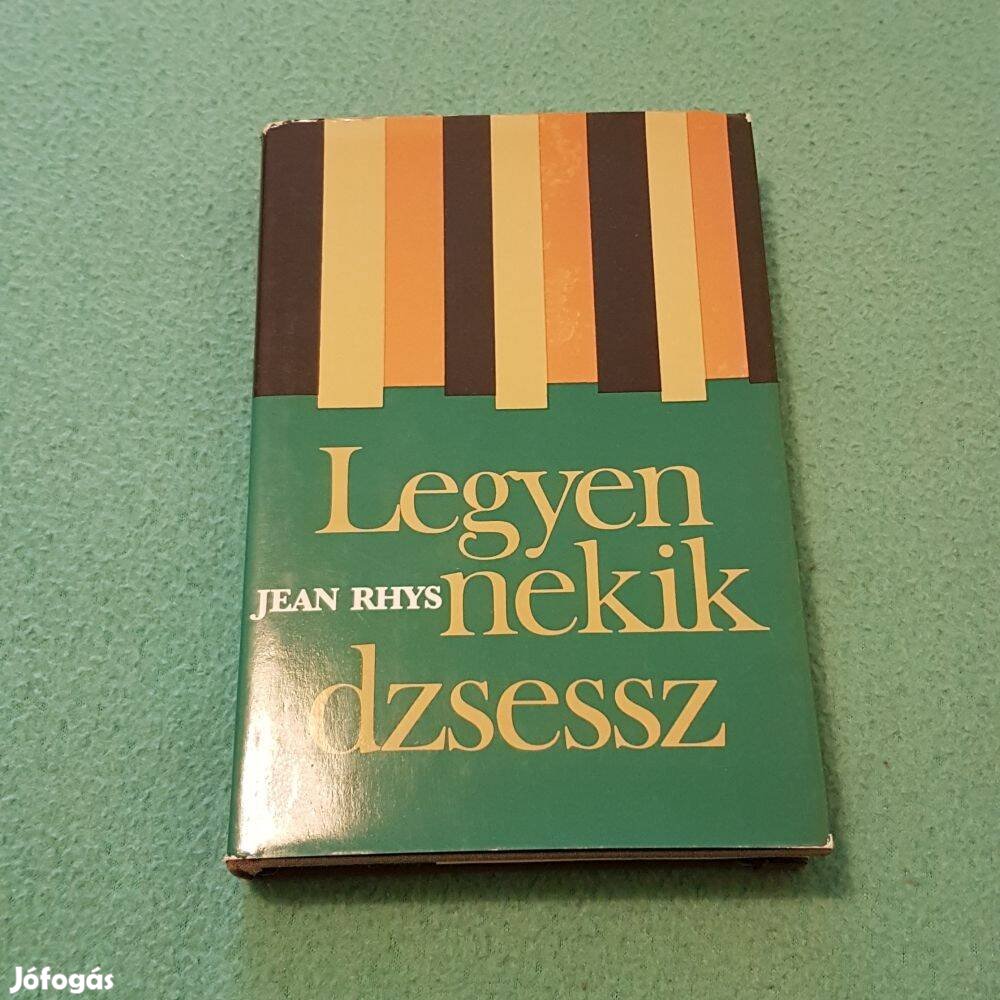 Legyen
JEAN RHYS nekik
dzsessz
Jófogás